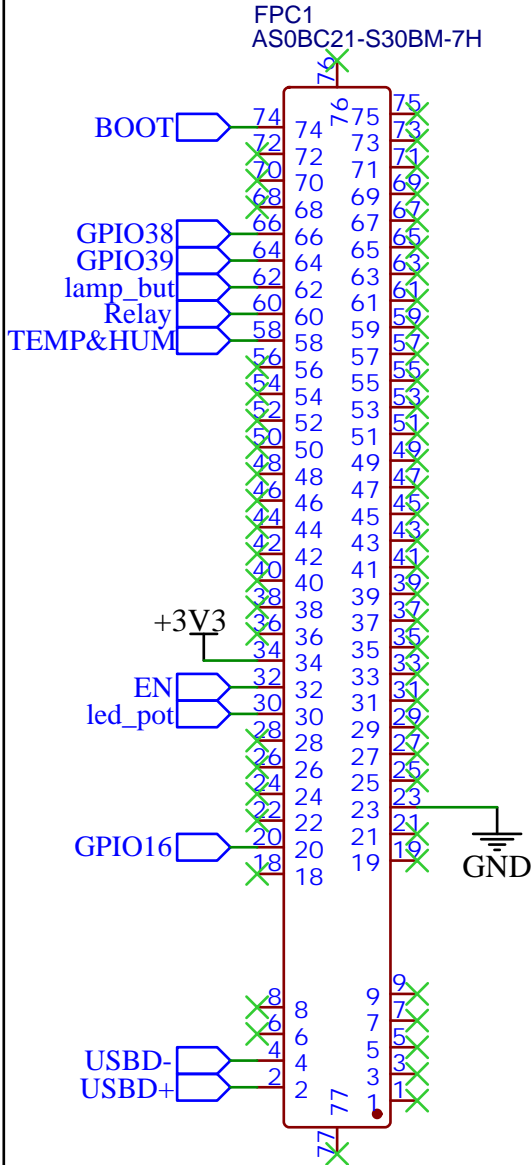 FPC1
AS0BC21-S30BM-7H
76
76
BOOT 74 74 75 75
72 72 73 73
70 70 71 71
68 68 69 69
GPIO38 66 66 67 67
GPIO39 64 64 65 65
lamp_but 62 62 63 63
Relay 60 60 61 61
TEMP&HUM 58 58 59 59
56 56 57 57
54 54 55 55
52 52 53 53
50 50 51 51
48 48 49 49
46 46 47 47
44 44 45 45
42 42 43 43
40 40 41 41
38 38 39 39
36 36 37 37
+3V3 34 34 35 35
EN 32 32 33 33
led_pot 30 30 31 31
28 28 29 29
26 26 27 27
24 24 25 25
22 22 23 23
GPIO16 20 20 21 21
18 18 19 19
GND
8 8 9 9
6 6 7 7
USBD- 4 4 5 5
USBD+ 2 2 3 3
1 1
77
77